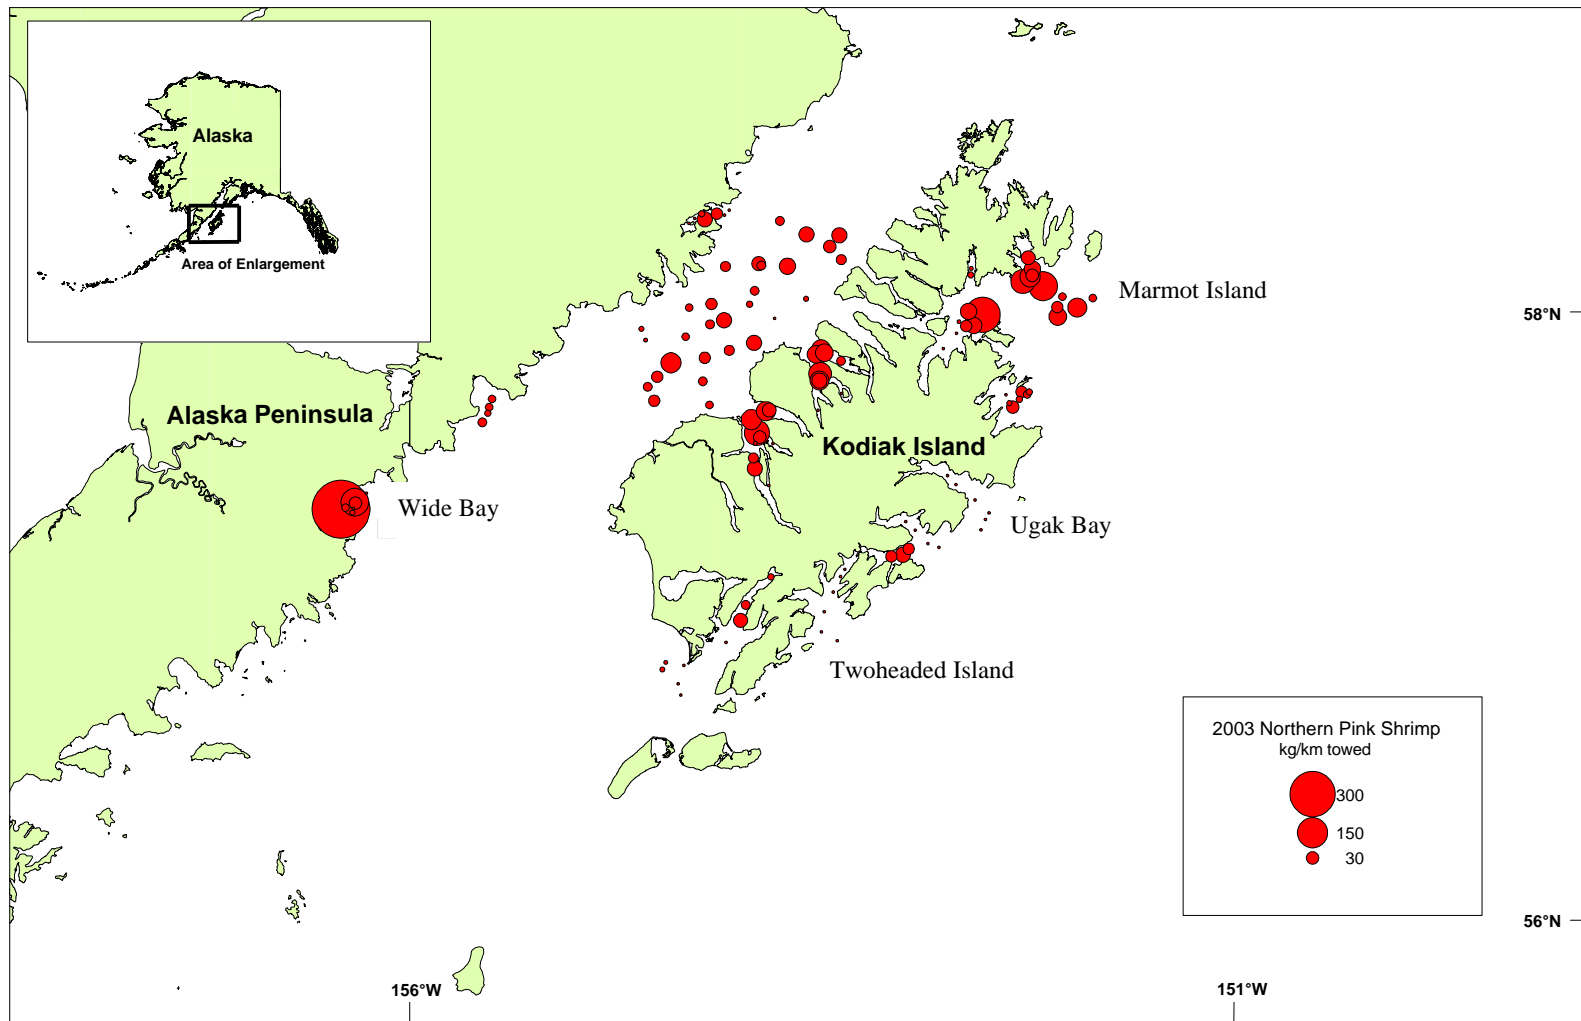 Alaska
Area of Enlargement
Marmot Island
58°N
Alaska Peninsula
Kodiak Island
Wide Bay
Ugak Bay
Twoheaded Island
2003 Northern Pink Shrimp
kg/km towed
300
150
30
56°N
156°W
151°W